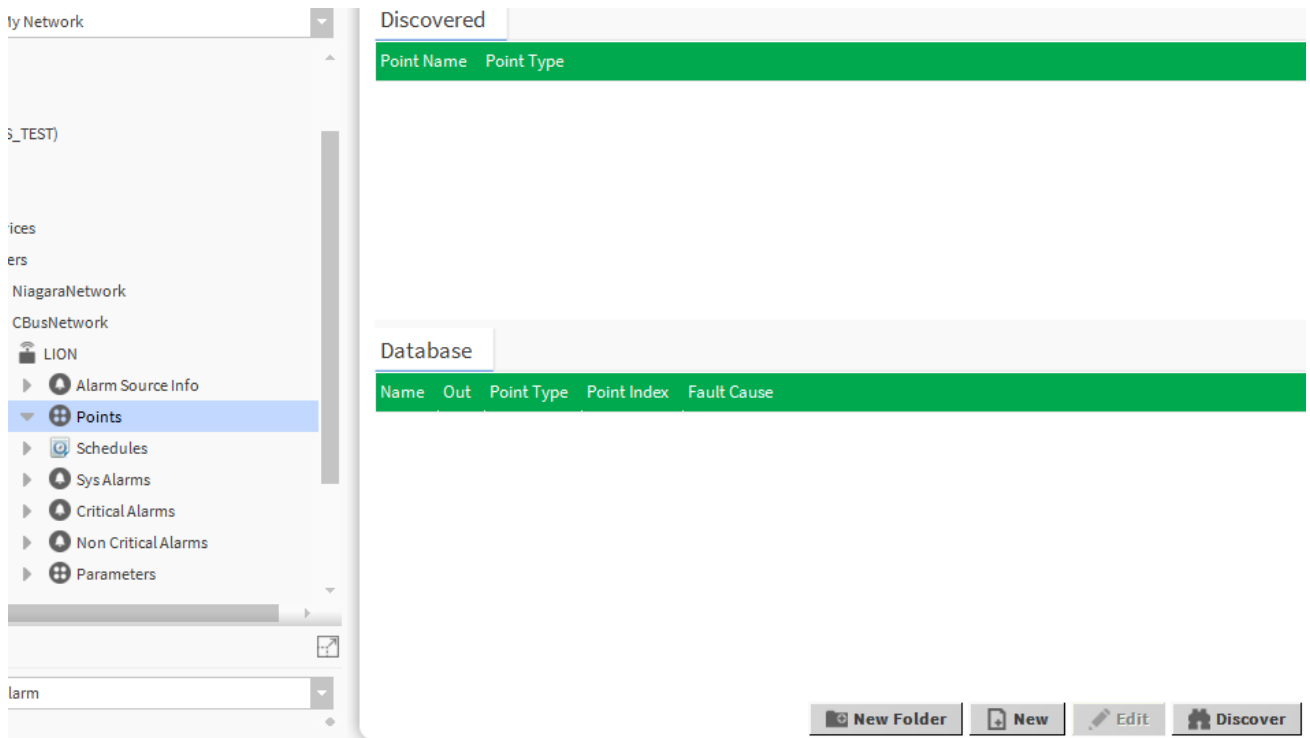 My Network
S_TEST)
vices
ers
NiagaraNetwork
CBusNetwork
LION
Alarm Source Info
Points
Schedules
Sys Alarms
Critical Alarms
Non Critical Alarms
Parameters
larm
Discovered
Point Name Point Type
Database
Name Out Point Type Point Index Fault Cause
New Folder New Edit Discover